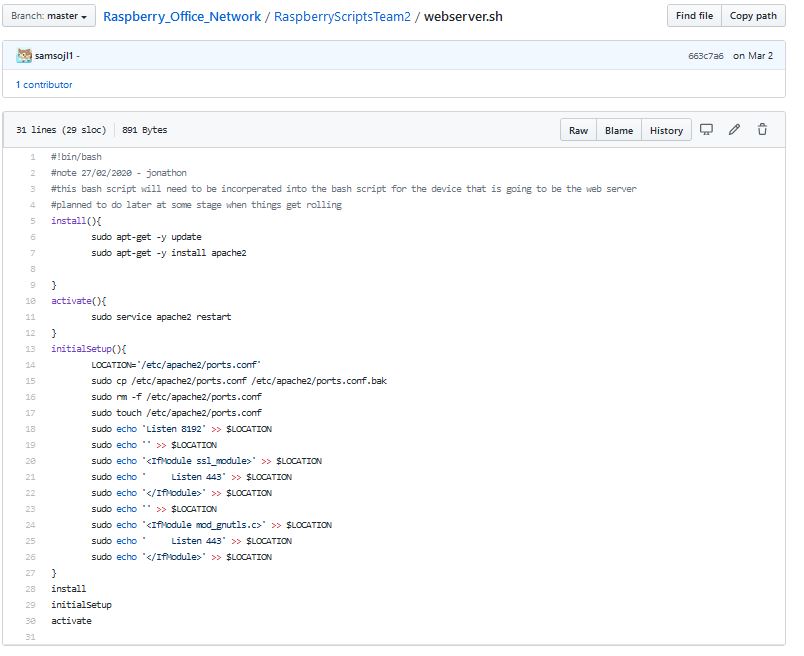 Branch: master Raspberry_Office_Network / RaspberryScriptsTeam2 / webserver.sh Find file Copy path
samsojl1 - 663c7a6 on Mar 2
1 contributor
31 lines (29 sloc) 891 Bytes Raw Blame History
1 #!bin/bash
2 #note 27/02/2020 - jonathon
3 #this bash script will need to be incorperated into the bash script for the device that is going to be the web server
4 #planned to do later at some stage when things get rolling
5 install(){
6 sudo apt-get -y update
7 sudo apt-get -y install apache2
8
9 }
10 activate(){
11 sudo service apache2 restart
12 }
13 initialSetup(){
14 LOCATION='/etc/apache2/ports.conf'
15 sudo cp /etc/apache2/ports.conf /etc/apache2/ports.conf.bak
16 sudo rm -f /etc/apache2/ports.conf
17 sudo touch /etc/apache2/ports.conf
18 sudo echo 'Listen 8192' >> $LOCATION
19 sudo echo '' >> $LOCATION
20 sudo echo '<IfModule ssl_module>' >> $LOCATION
21 sudo echo '     Listen 443' >> $LOCATION
22 sudo echo '</IfModule>' >> $LOCATION
23 sudo echo '' >> $LOCATION
24 sudo echo '<IfModule mod_gnutls.c>' >> $LOCATION
25 sudo echo '     Listen 443' >> $LOCATION
26 sudo echo '</IfModule>' >> $LOCATION
27 }
28 install
29 initialSetup
30 activate
31